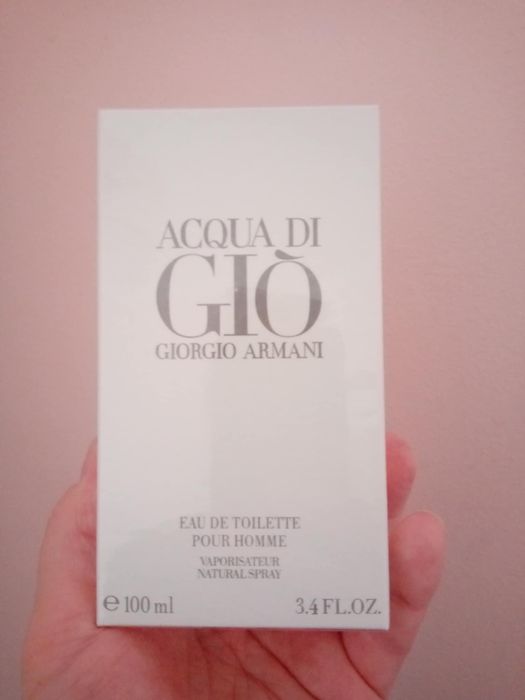 ACQUA DI
GIÒ
GIORGIO ARMANI
EAU DE TOILETTE
POUR HOMME
VAPORISATEUR
NATURAL SPRAY
℮ 100 ml 3.4 FL.OZ.